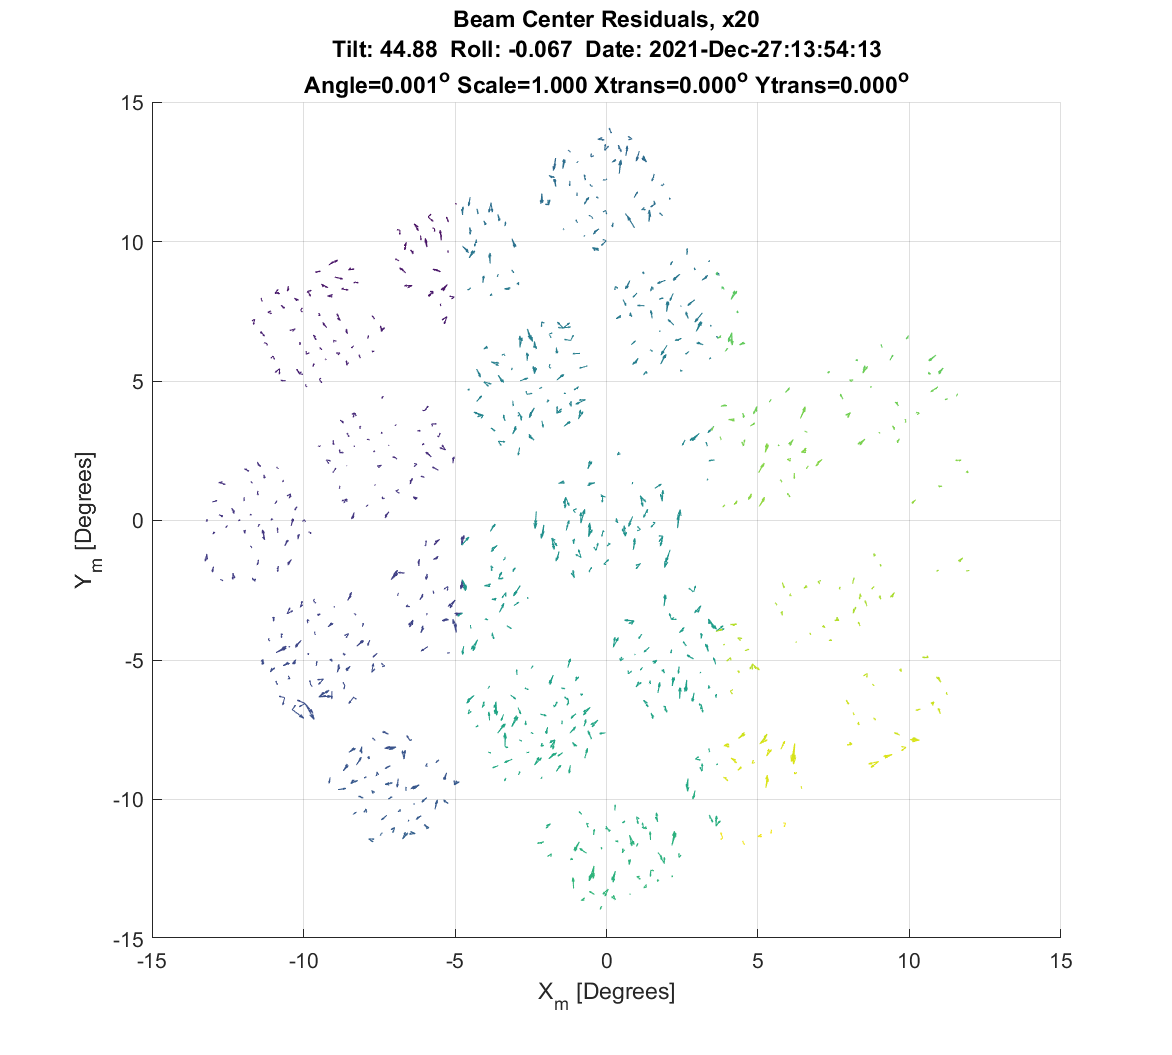 Beam Center Residuals, x20
Tilt: 44.88 Roll: -0.067 Date: 2021-Dec-27:13:54:13
Angle=0.001° Scale=1.000 Xtrans=0.000° Ytrans=0.000°
15
10
5
0
-5
-10
-15
Y_m [Degrees]
-15 -10 -5 0 5 10 15
X_m [Degrees]